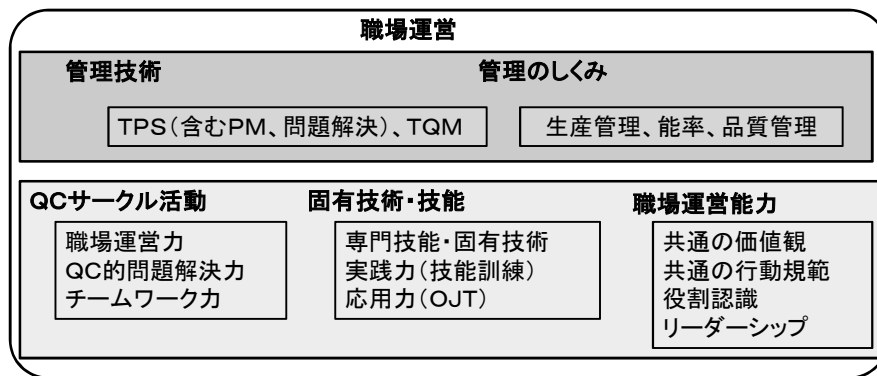 職場運営
管理技術
管理のしくみ
TPS(含むPM、問題解決)、TQM
生産管理、能率、品質管理
QCサークル活動
職場運営力
QC的問題解決力
チームワーク力
固有技術・技能
専門技能・固有技術
実践力(技能訓練)
応用力(OJT)
職場運営能力
共通の価値観
共通の行動規範
役割認識
リーダーシップ